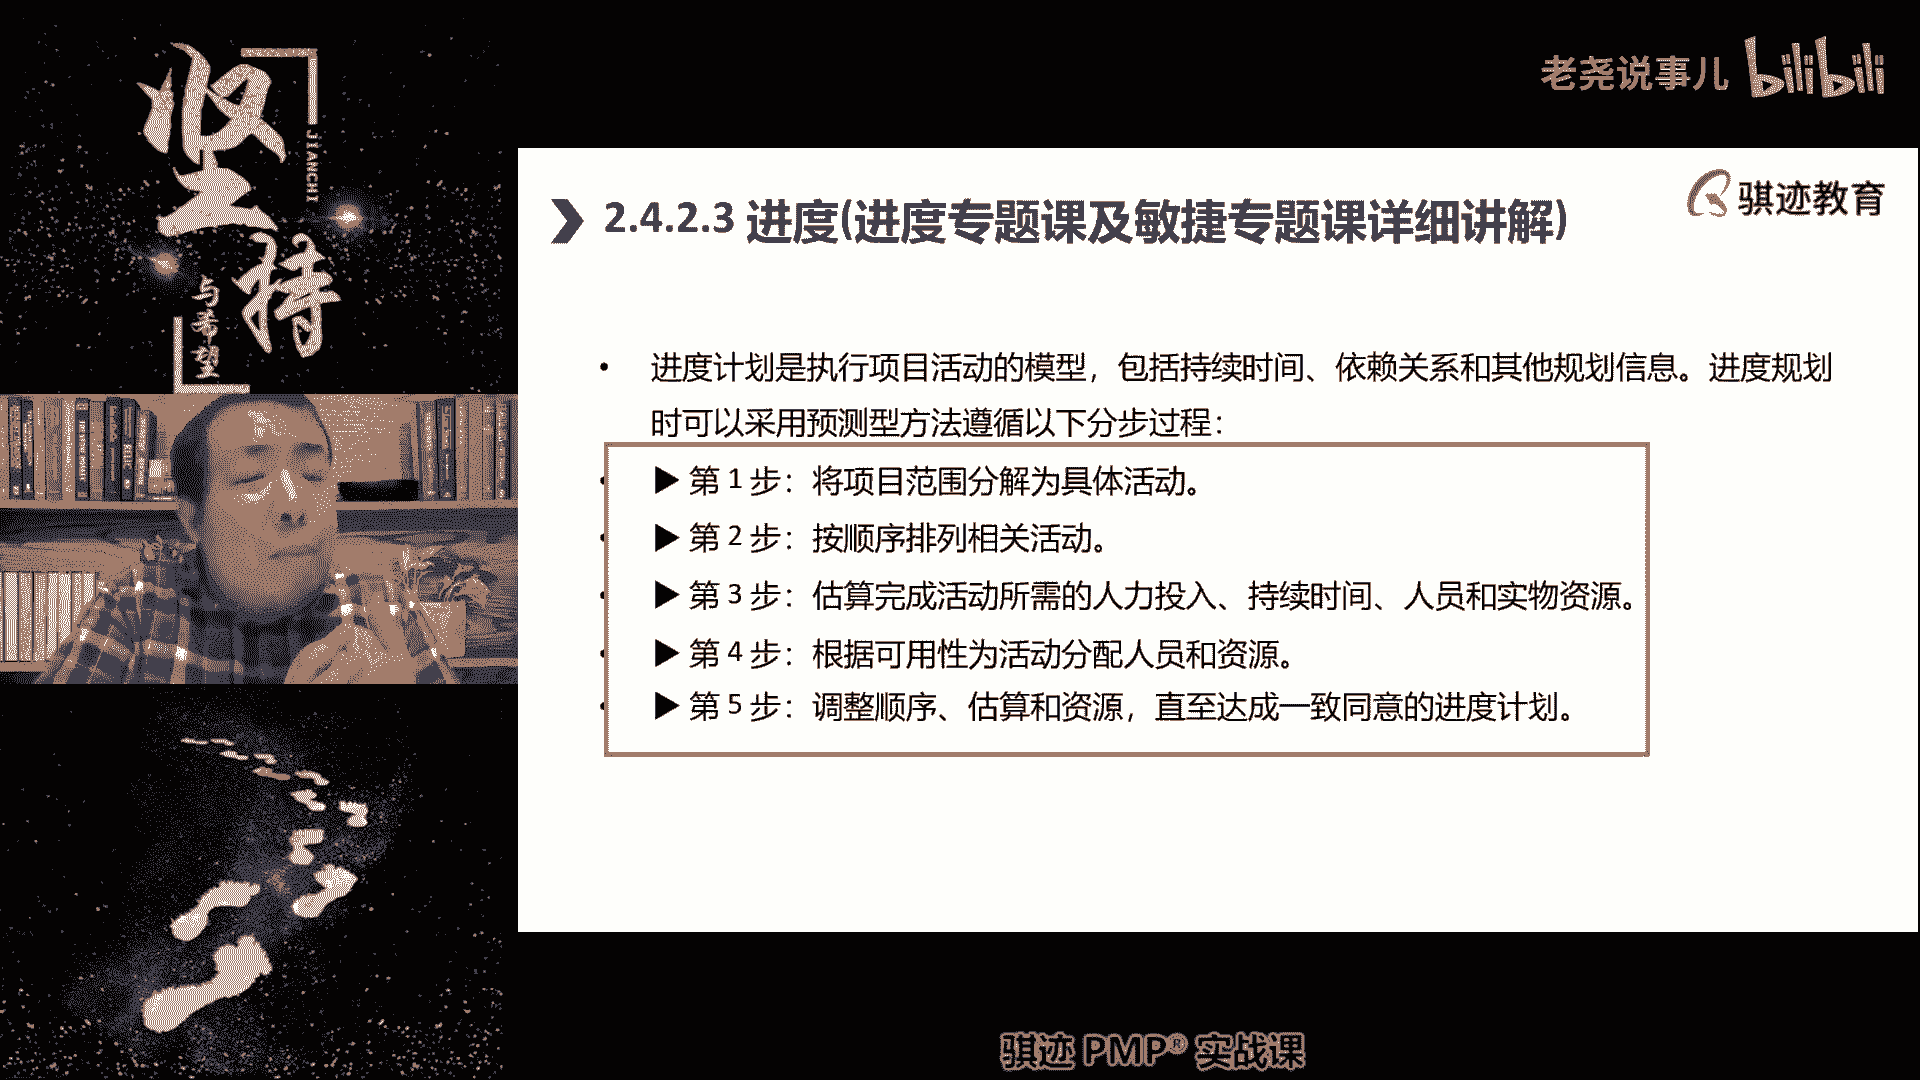 坚持
JIANCHI
与希望
老尧说事儿 bilibili
骐迹教育
2.4.2.3 进度(进度专题课及敏捷专题课详细讲解)
• 进度计划是执行项目活动的模型，包括持续时间、依赖关系和其他规划信息。进度规划
时可以采用预测型方法遵循以下分步过程：
• ▶ 第 1 步：将项目范围分解为具体活动。
• ▶ 第 2 步：按顺序排列相关活动。
• ▶ 第 3 步：估算完成活动所需的人力投入、持续时间、人员和实物资源。
• ▶ 第 4 步：根据可用性为活动分配人员和资源。
• ▶ 第 5 步：调整顺序、估算和资源，直至达成一致同意的进度计划。
骐迹 PMP® 实战课